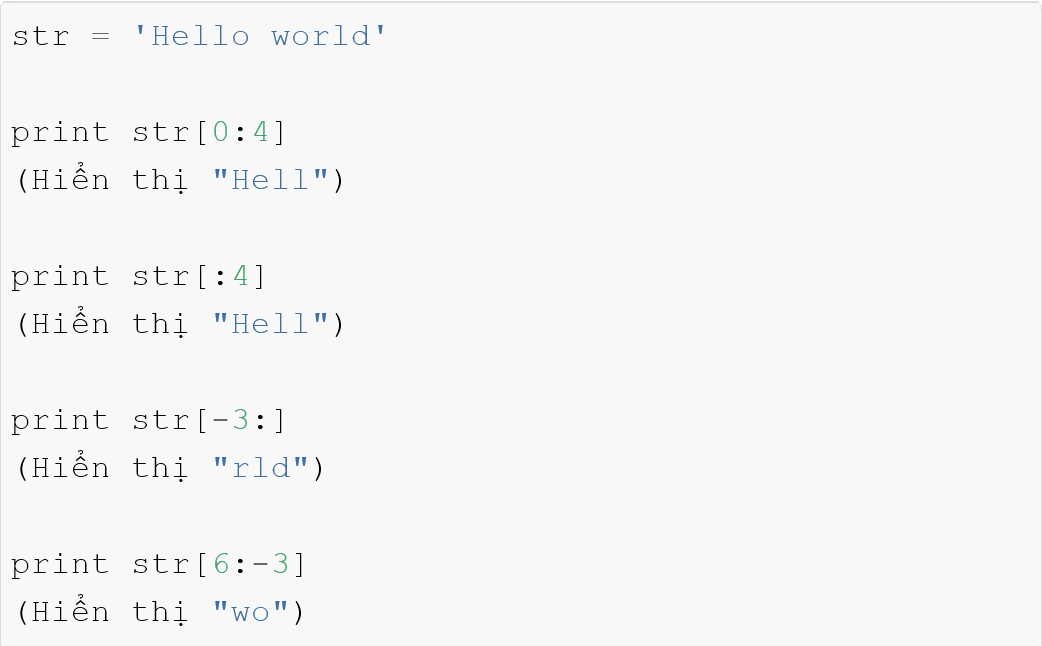 str = 'Hello world'
print str[0:4]
(Hiển thị "Hell")
print str[:4]
(Hiển thị "Hell")
print str[-3:]
(Hiển thị "rld")
print str[6:-3]
(Hiển thị "wo")